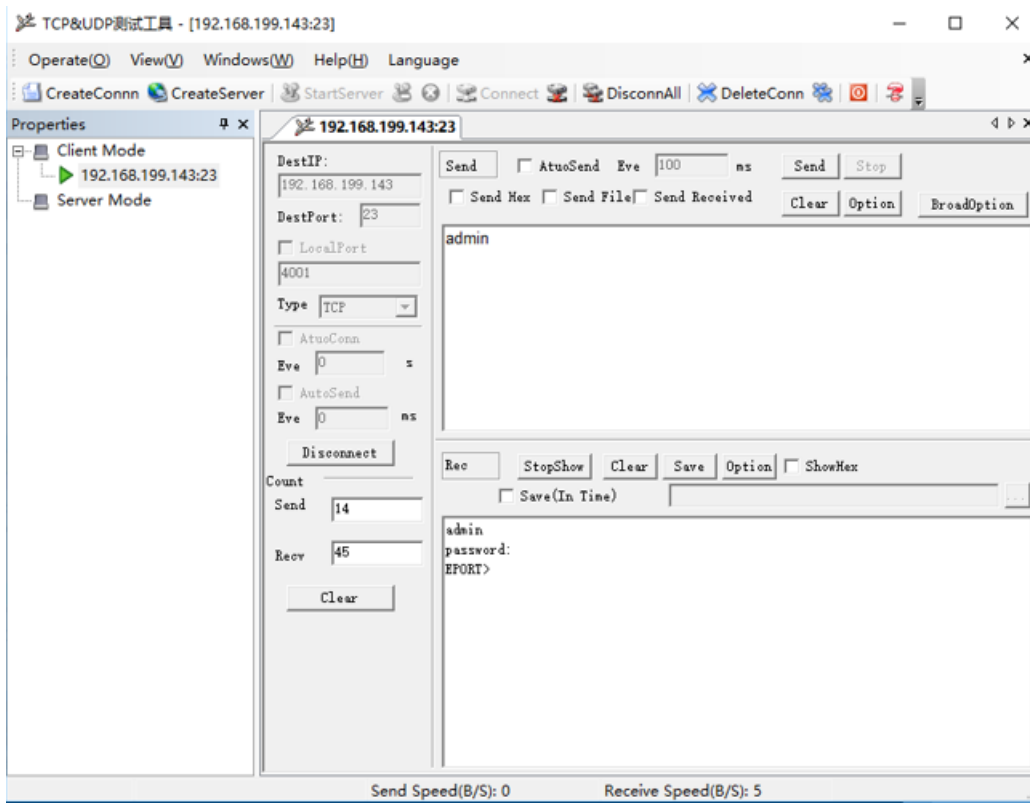 TCP&UDP测试工具 - [192.168.199.143:23]
Operate(O) View(V) Windows(W) Help(H) Language
CreateConnn CreateServer StartServer Connect DisconnAll DeleteConn
Properties
192.168.199.143:23
Client Mode
192.168.199.143:23
Server Mode
DestIP:
192.168.199.143
DestPort: 23
LocalPort
4001
Type TCP
AtuoConn
Eve 0 s
AutoSend
Eve 0 ms
Disconnect
Count
Send 14
Recv 45
Clear
Send AtuoSend Eve 100 ms Send Stop
Send Hex Send File Send Received Clear Option BroadOption
admin
Rec StopShow Clear Save Option ShowHex
Save(In Time) ...
admin
password:
EPORT>
Send Speed(B/S): 0 Receive Speed(B/S): 5